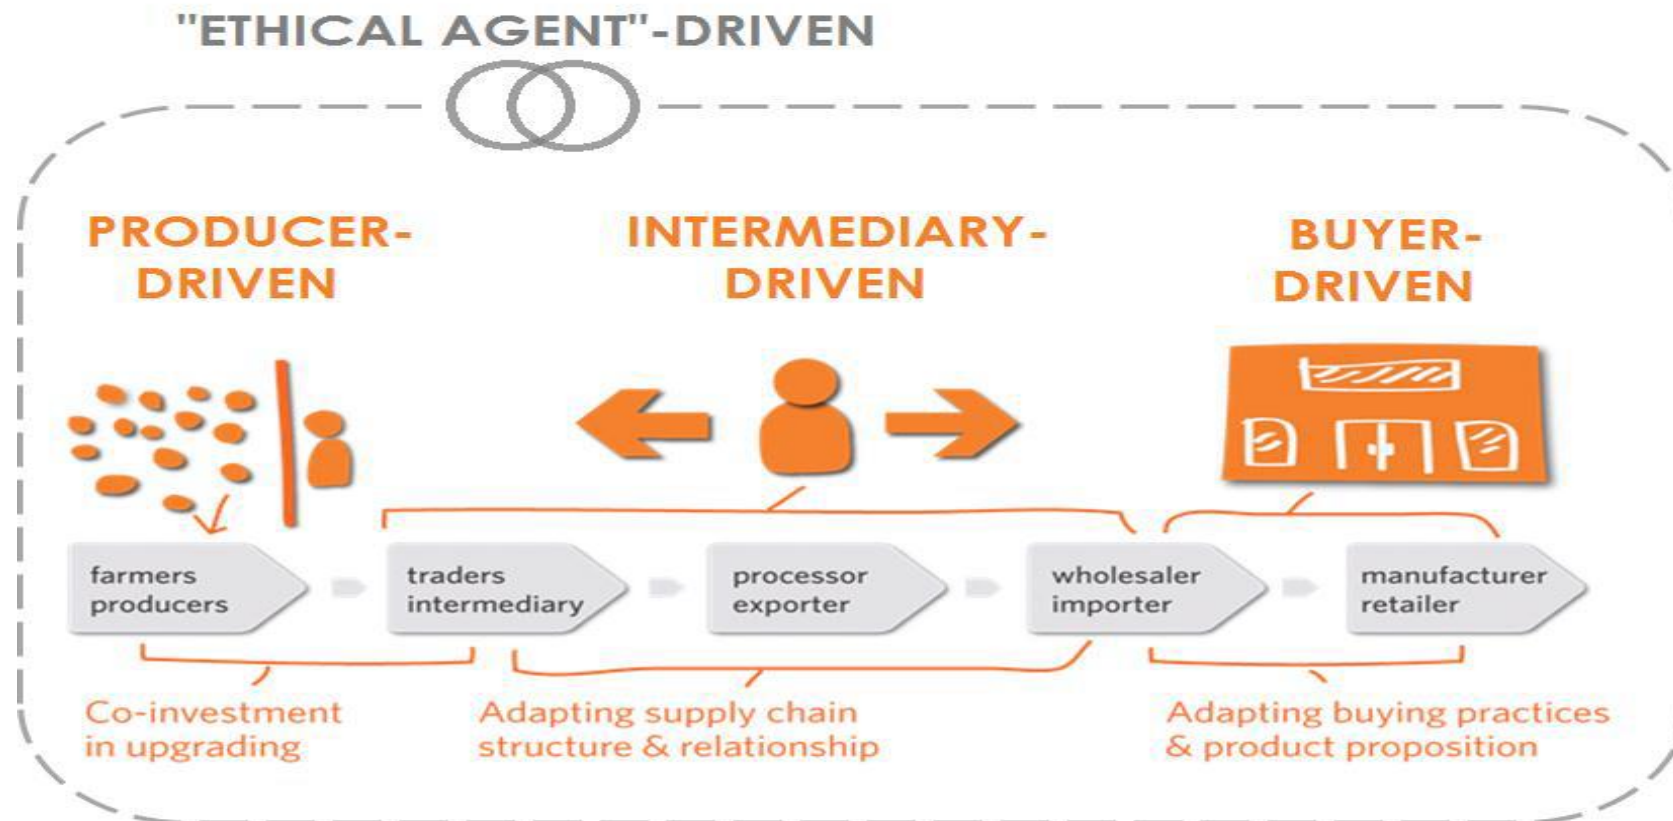 "ETHICAL AGENT"-DRIVEN
PRODUCER-
DRIVEN
INTERMEDIARY-
DRIVEN
BUYER-
DRIVEN
farmers
producers
traders
intermediary
processor
exporter
wholesaler
importer
manufacturer
retailer
Co-investment
in upgrading
Adapting supply chain
structure & relationship
Adapting buying practices
& product proposition